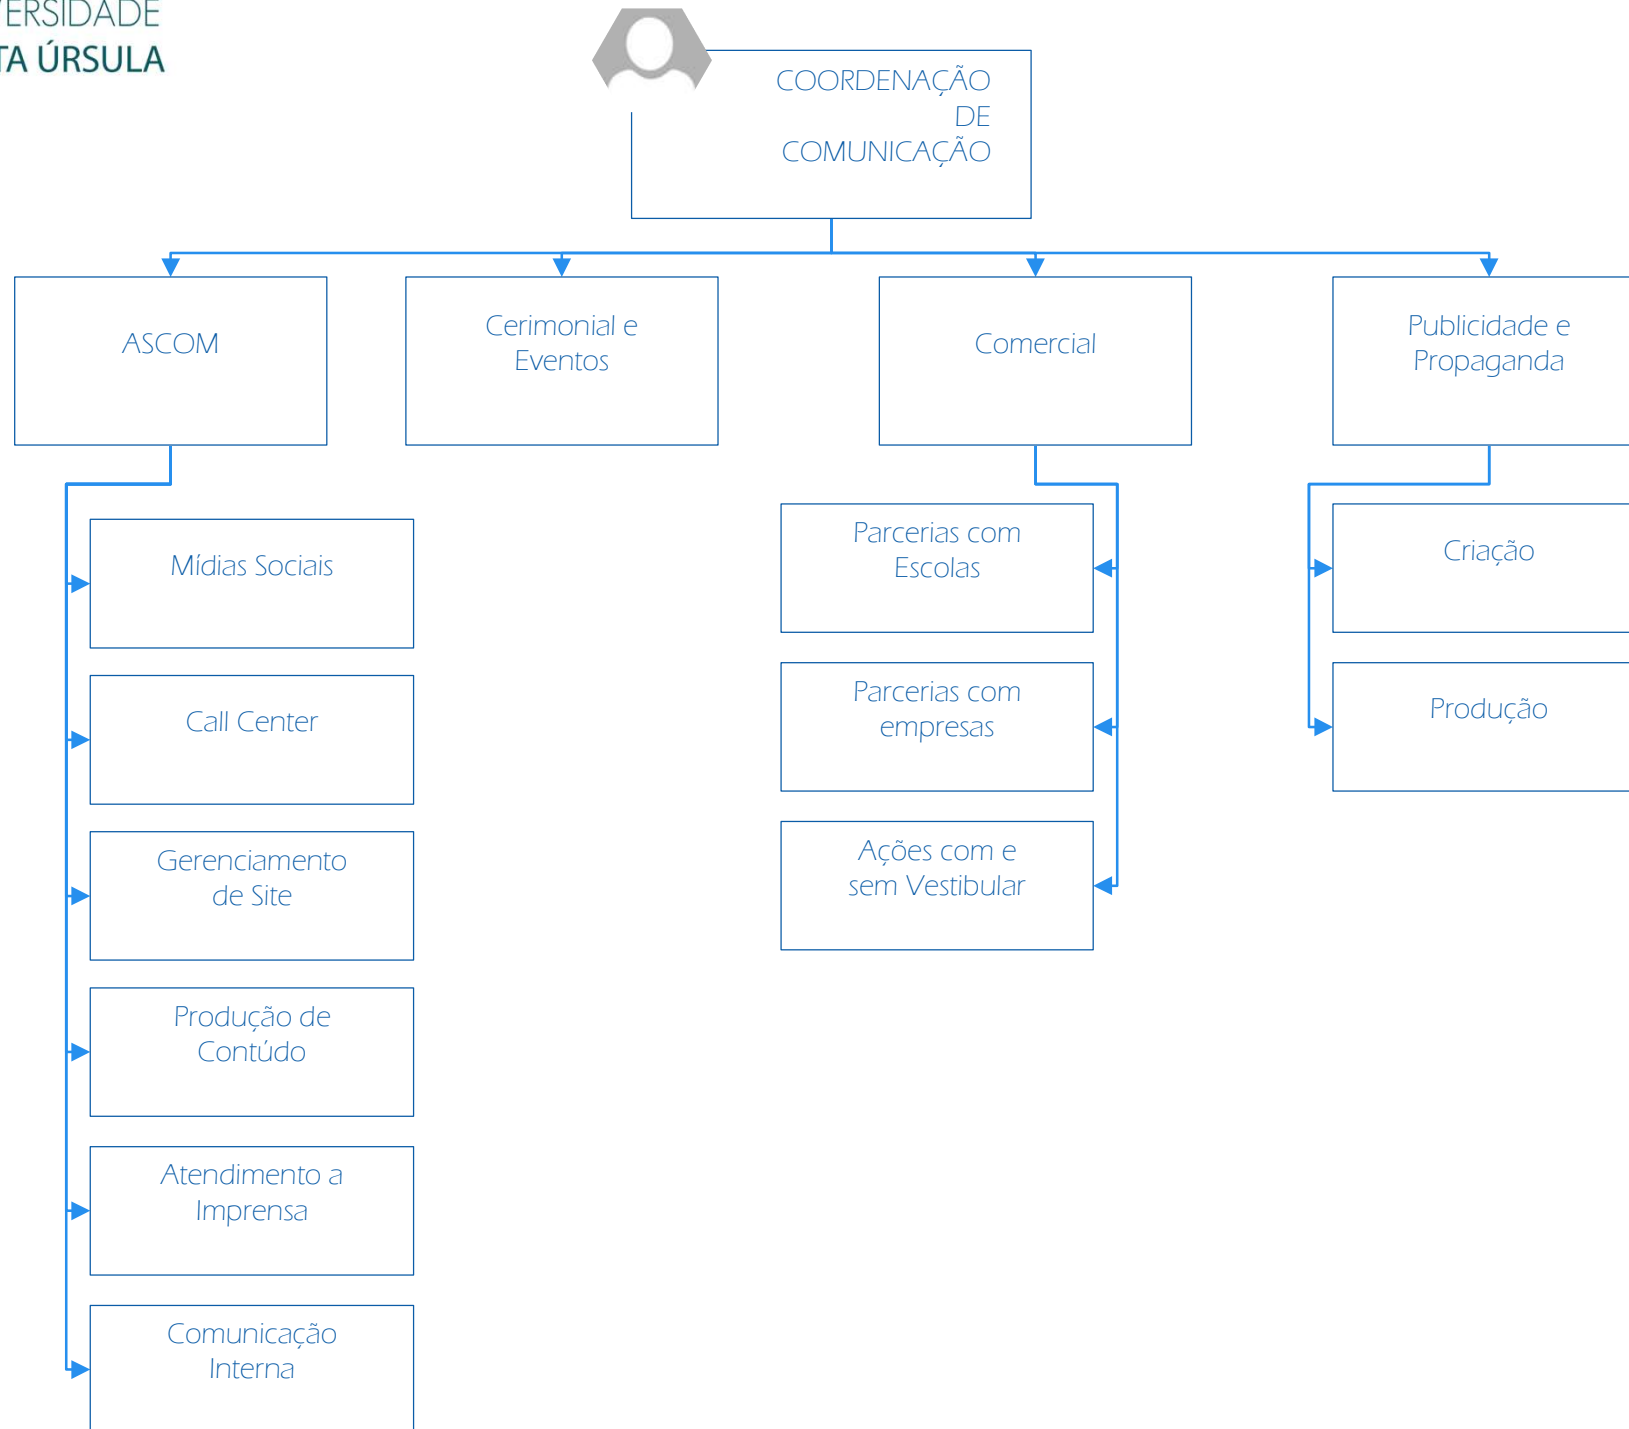 VERSIDADE
TA ÚRSULA
COORDENAÇÃO
DE
COMUNICAÇÃO
ASCOM
Cerimonial e
Eventos
Comercial
Publicidade e
Propaganda
Mídias Sociais
Call Center
Gerenciamento
de Site
Produção de
Contúdo
Atendimento a
Imprensa
Comunicação
Interna
Parcerias com
Escolas
Parcerias com
empresas
Ações com e
sem Vestibular
Criação
Produção